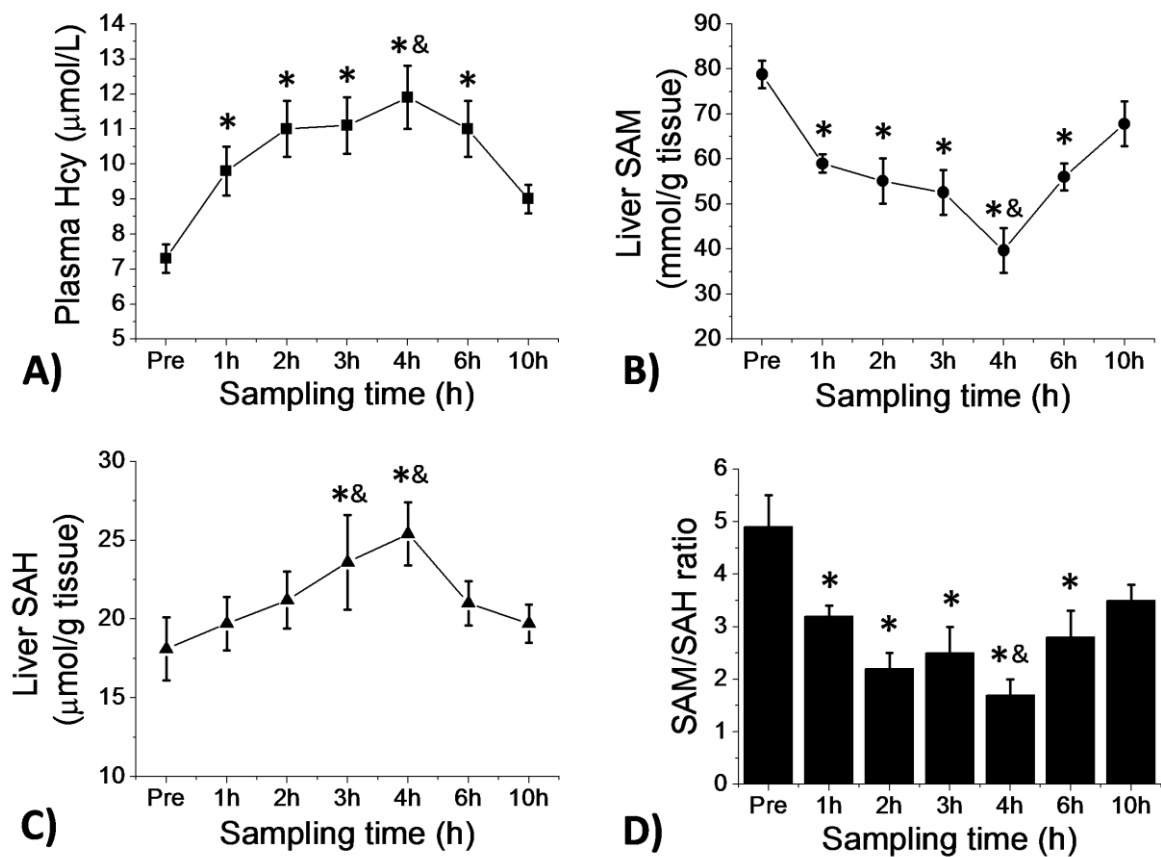 14
13
12
11
10
9
8
7
6
5
Plasma Hcy (μmol/L)
* * * *& *
Pre 1h 2h 3h 4h 6h 10h
Sampling time (h)
A)
90
80
70
60
50
40
30
20
Liver SAM
(mmol/g tissue)
* * * *& *
Pre 1h 2h 3h 4h 6h 10h
Sampling time (h)
B)
30
25
20
15
10
Liver SAH
(μmol/g tissue)
*& *&
Pre 1h 2h 3h 4h 6h 10h
Sampling time (h)
C)
6
5
4
3
2
1
0
SAM/SAH ratio
* * * *& *
Pre 1h 2h 3h 4h 6h 10h
Sampling time (h)
D)